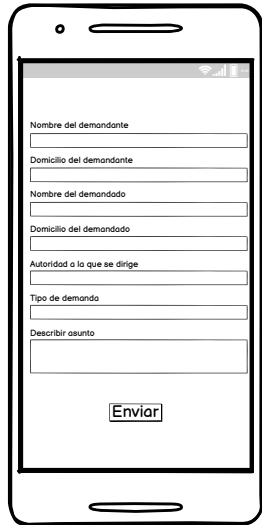 Nombre del demandante
Domicilio del demandante
Nombre del demandado
Domicilio del demandado
Autoridad a la que se dirige
Tipo de demanda
Describir asunto
Enviar